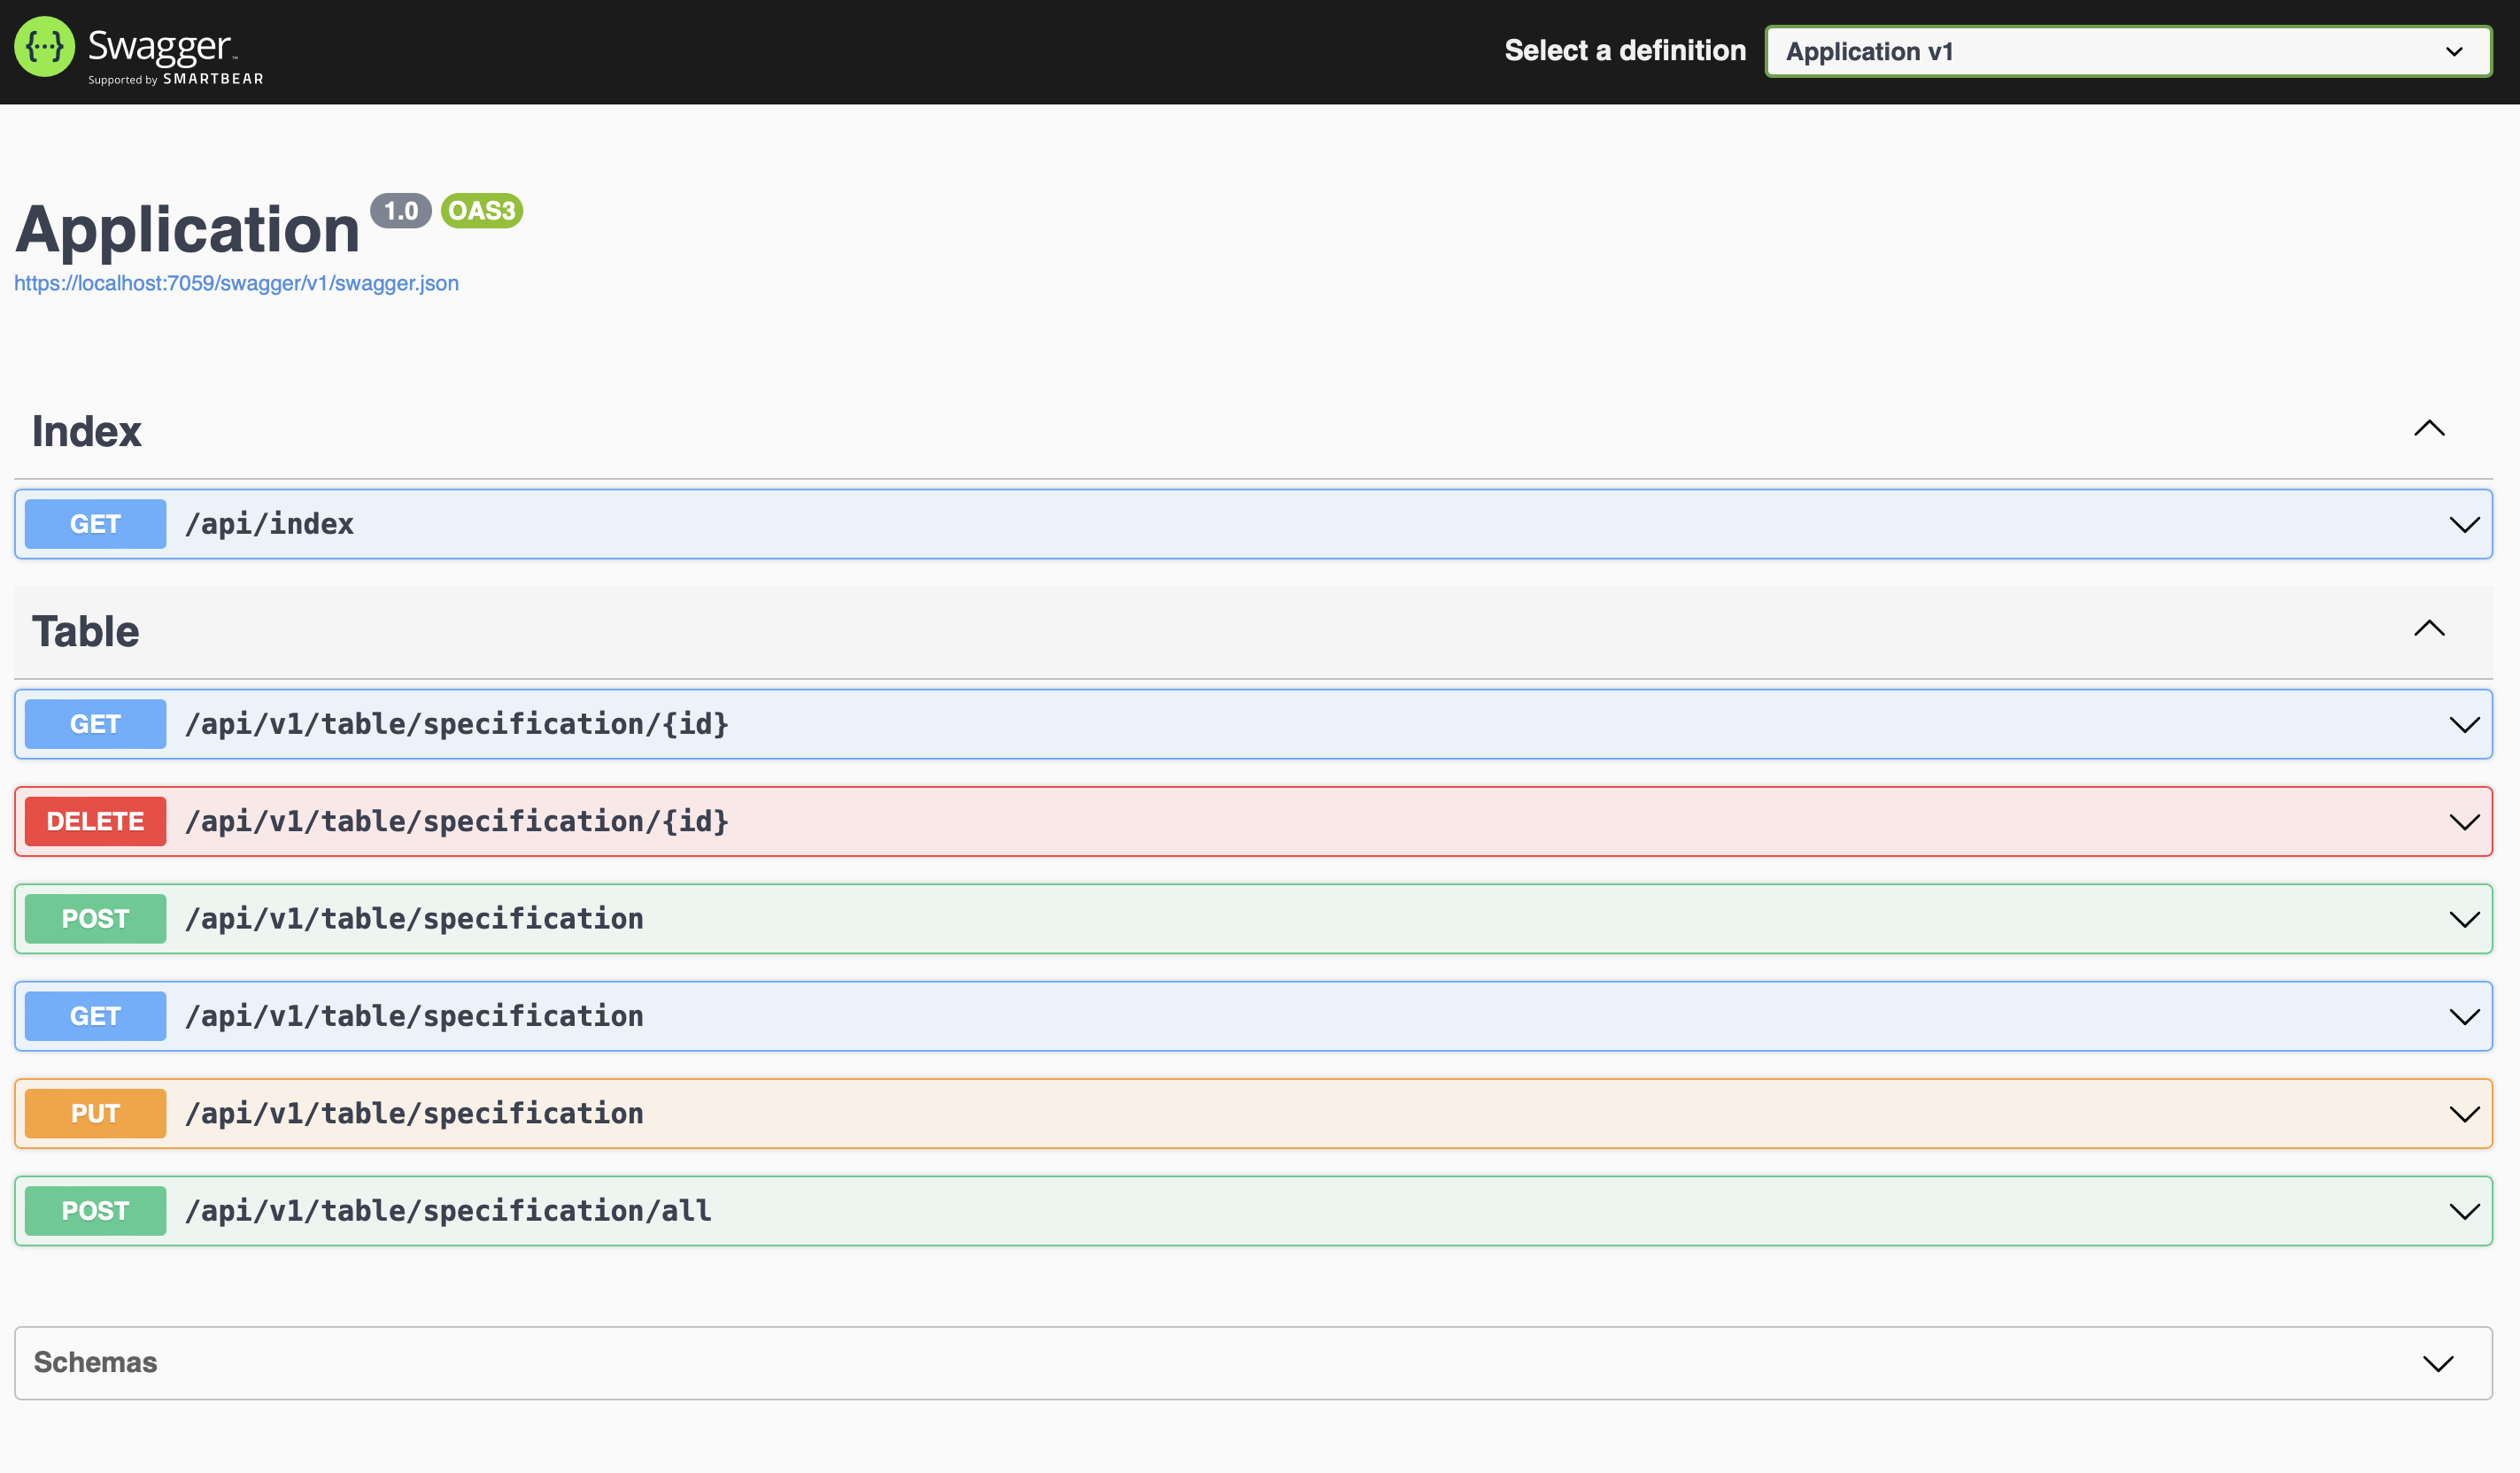 {···} Swagger™
Supported by SMARTBEAR
Select a definition
Application v1
Application 1.0 OAS3
https://localhost:7059/swagger/v1/swagger.json
Index
GET /api/index
Table
GET /api/v1/table/specification/{id}
DELETE /api/v1/table/specification/{id}
POST /api/v1/table/specification
GET /api/v1/table/specification
PUT /api/v1/table/specification
POST /api/v1/table/specification/all
Schemas